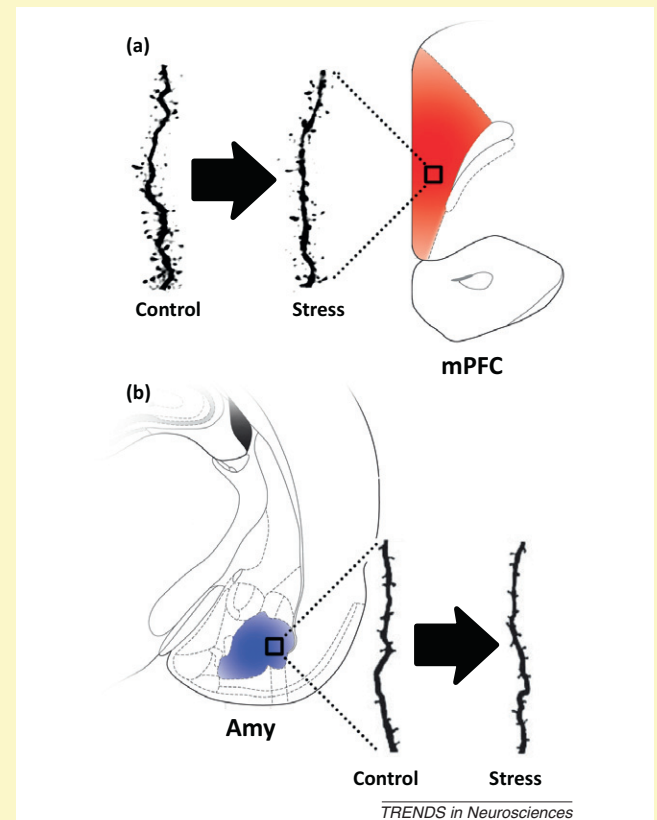 (a)
Control
Stress
mPFC
(b)
Amy
Control
Stress
TRENDS in Neurosciences